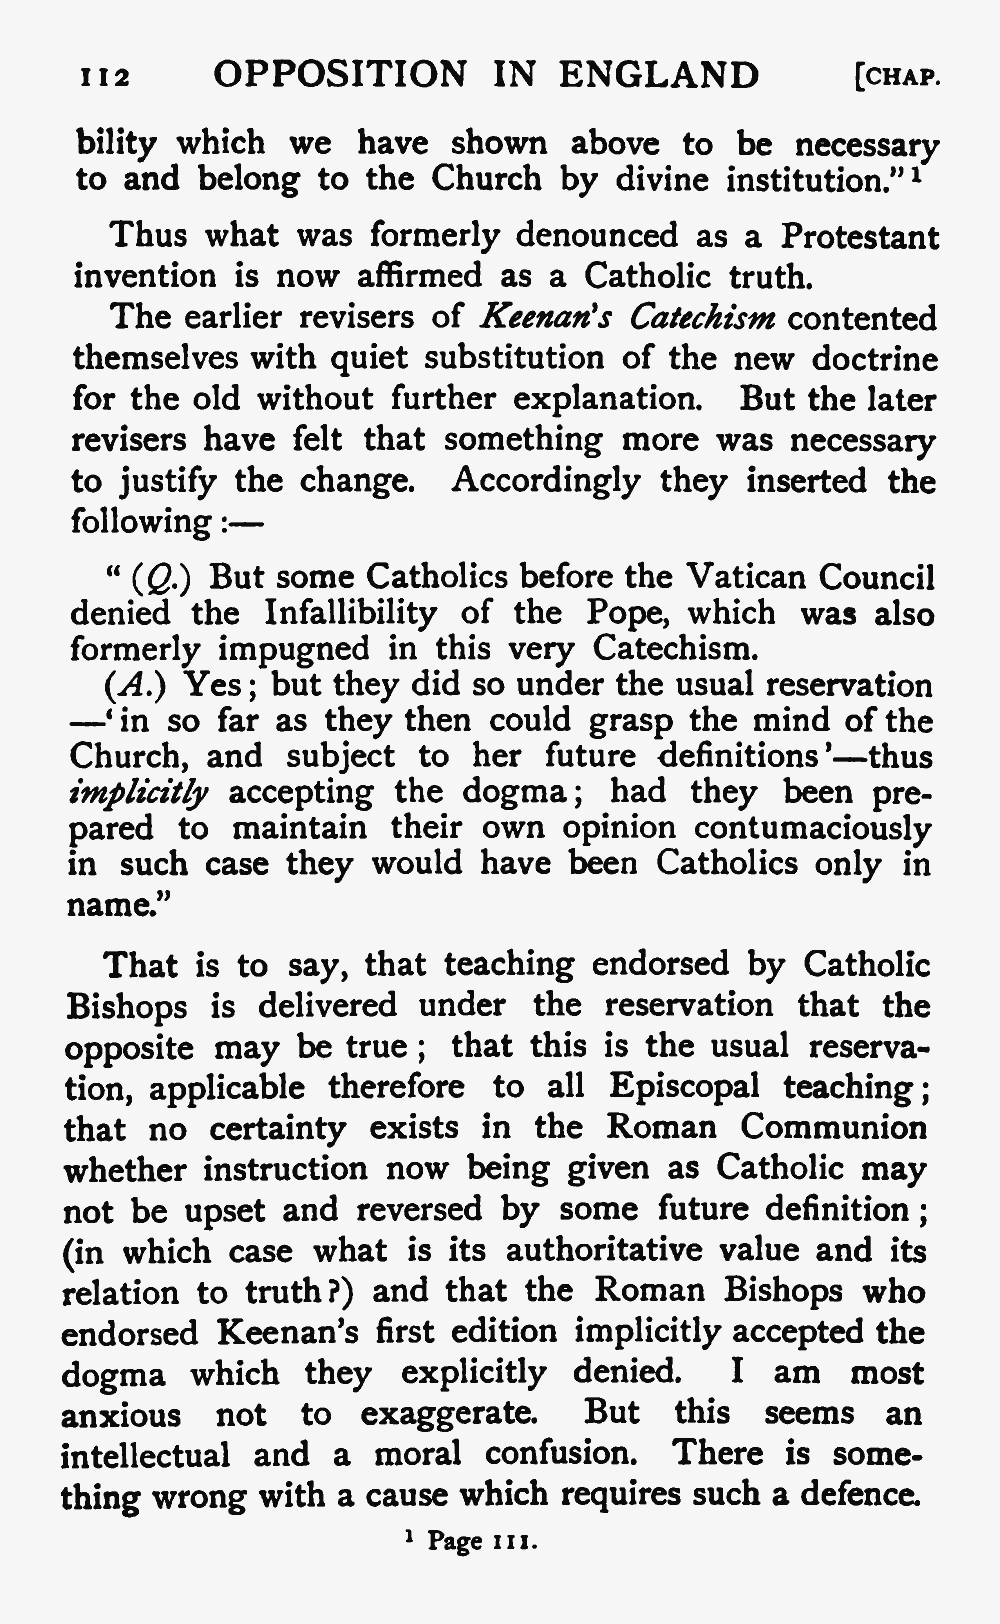 112 OPPOSITION IN ENGLAND [CHAP.
bility which we have shown above to be necessary
to and belong to the Church by divine institution." ¹
Thus what was formerly denounced as a Protestant
invention is now affirmed as a Catholic truth.
The earlier revisers of Keenan's Catechism contented
themselves with quiet substitution of the new doctrine
for the old without further explanation. But the later
revisers have felt that something more was necessary
to justify the change. Accordingly they inserted the
following :—
" (Q.) But some Catholics before the Vatican Council
denied the Infallibility of the Pope, which was also
formerly impugned in this very Catechism.
(A.) Yes ; but they did so under the usual reservation
—'in so far as they then could grasp the mind of the
Church, and subject to her future definitions'—thus
implicitly accepting the dogma ; had they been pre-
pared to maintain their own opinion contumaciously
in such case they would have been Catholics only in
name."
That is to say, that teaching endorsed by Catholic
Bishops is delivered under the reservation that the
opposite may be true ; that this is the usual reserva-
tion, applicable therefore to all Episcopal teaching ;
that no certainty exists in the Roman Communion
whether instruction now being given as Catholic may
not be upset and reversed by some future definition ;
(in which case what is its authoritative value and its
relation to truth ?) and that the Roman Bishops who
endorsed Keenan's first edition implicitly accepted the
dogma which they explicitly denied. I am most
anxious not to exaggerate. But this seems an
intellectual and a moral confusion. There is some-
thing wrong with a cause which requires such a defence.
¹ Page 111.